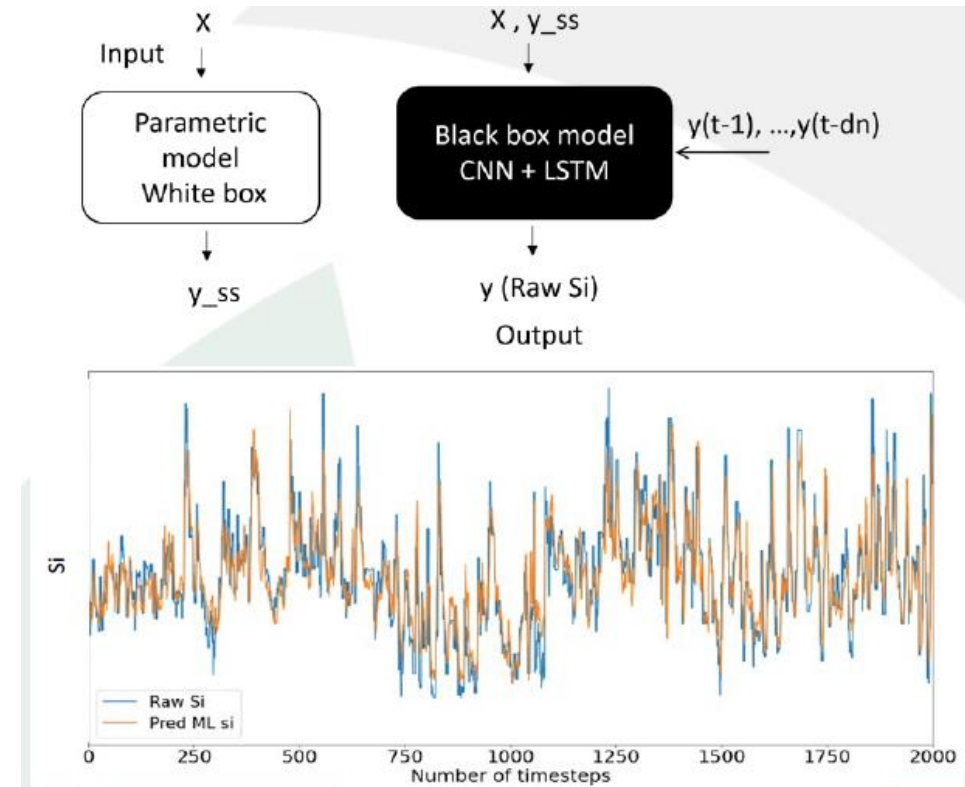 X
Input
Parametric
model
White box
y_ss
X , y_ss
Black box model
CNN + LSTM
y(t-1), ...,y(t-dn)
y (Raw Si)
Output
Si
Raw Si
Pred ML si
0 250 500 750 1000 1250 1500 1750 2000
Number of timesteps